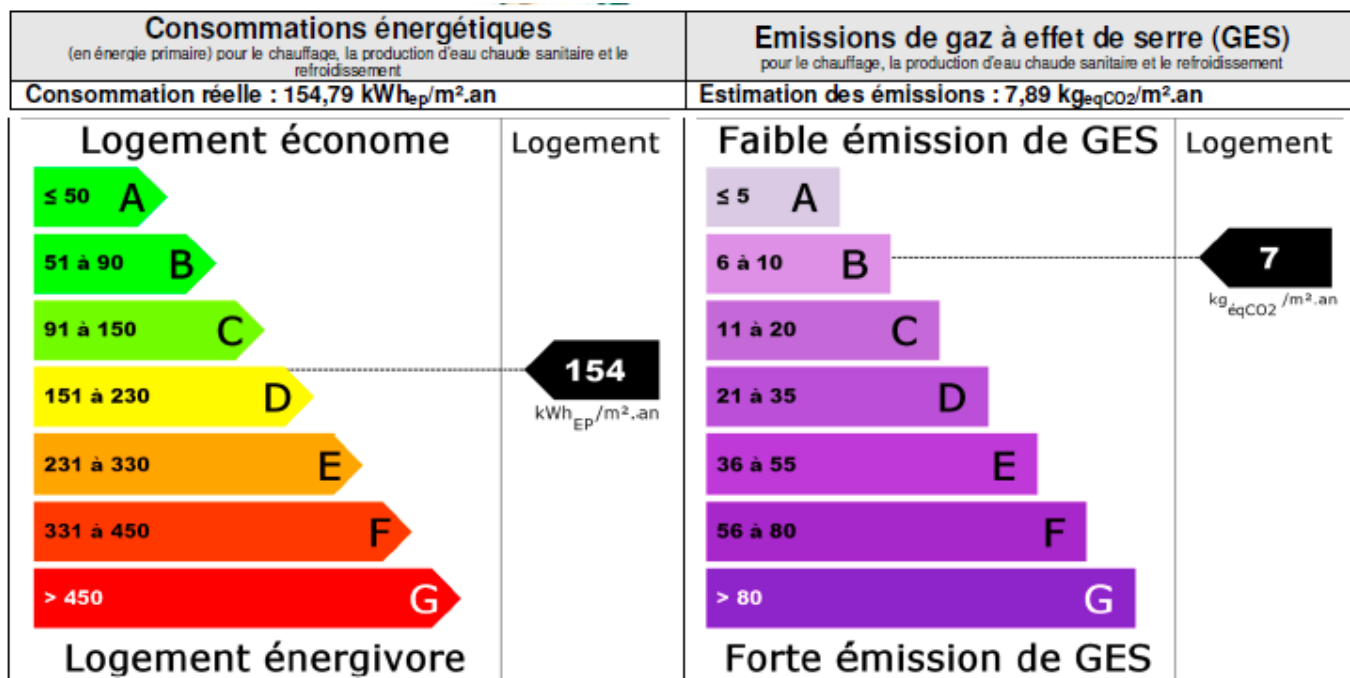 Consommations énergétiques
(en énergie primaire) pour le chauffage, la production d'eau chaude sanitaire et le
refroidissement
Consommation réelle : 154,79 kWhep/m².an
Logement économe
Logement
≤ 50 A
51 à 90 B
91 à 150 C
151 à 230 D
231 à 330 E
331 à 450 F
> 450 G
154
kWhEP/m².an
Logement énergivore
Emissions de gaz à effet de serre (GES)
pour le chauffage, la production d'eau chaude sanitaire et le refroidissement
Estimation des émissions : 7,89 kgeqCO2/m².an
Faible émission de GES
Logement
≤ 5 A
6 à 10 B
11 à 20 C
21 à 35 D
36 à 55 E
56 à 80 F
> 80 G
7
kgéqCO2/m².an
Forte émission de GES